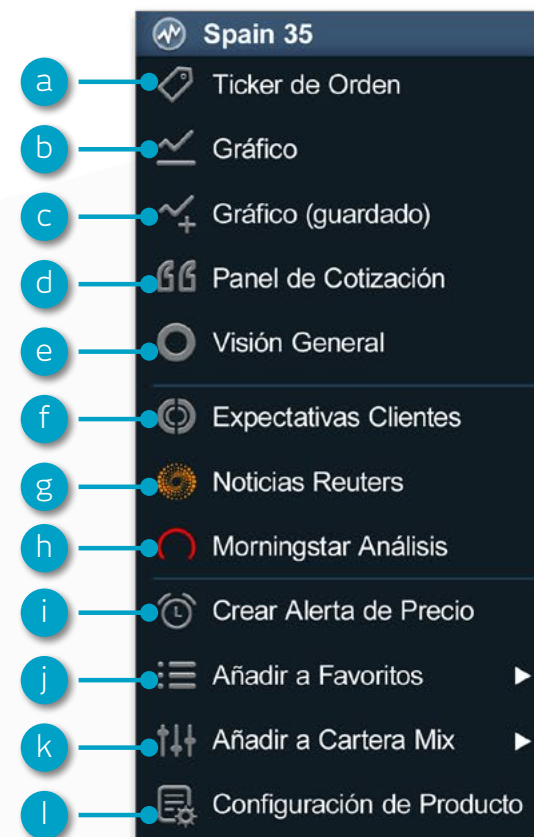 Spain 35
a Ticker de Orden
b Gráfico
c Gráfico (guardado)
d Panel de Cotización
e Visión General
f Expectativas Clientes
g Noticias Reuters
h Morningstar Análisis
i Crear Alerta de Precio
j Añadir a Favoritos
k Añadir a Cartera Mix
l Configuración de Producto